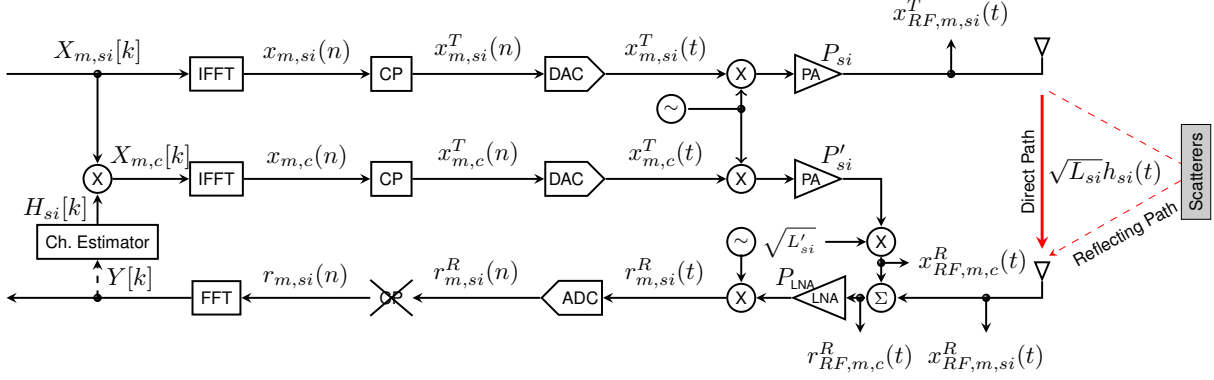 x^T_{RF,m,si}(t)
X_{m,si}[k]
x_{m,si}(n)
x^T_{m,si}(n)
x^T_{m,si}(t)
P_{si}
IFFT
CP
DAC
X
PA
~
X_{m,c}[k]
x_{m,c}(n)
x^T_{m,c}(n)
x^T_{m,c}(t)
P'_{si}
X
IFFT
CP
DAC
X
PA
Direct Path
√L_{si}h_{si}(t)
Scatterers
Reflecting Path
H_{si}[k]
Ch. Estimator
~
√L'_{si}
X
x^R_{RF,m,c}(t)
Y[k]
r_{m,si}(n)
r^R_{m,si}(n)
r^R_{m,si}(t)
P_{LNA}
FFT
CP
ADC
X
LNA
Σ
r^R_{RF,m,c}(t)
x^R_{RF,m,si}(t)